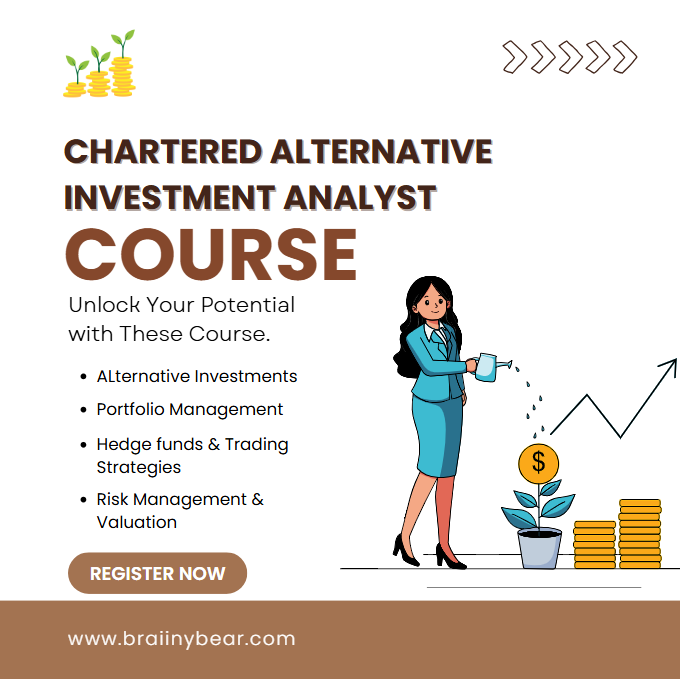 CHARTERED ALTERNATIVE
INVESTMENT ANALYST
COURSE
Unlock Your Potential
with These Course.
• ALternative Investments
• Portfolio Management
• Hedge funds & Trading
Strategies
• Risk Management &
Valuation
$
REGISTER NOW
www.braiinybear.com